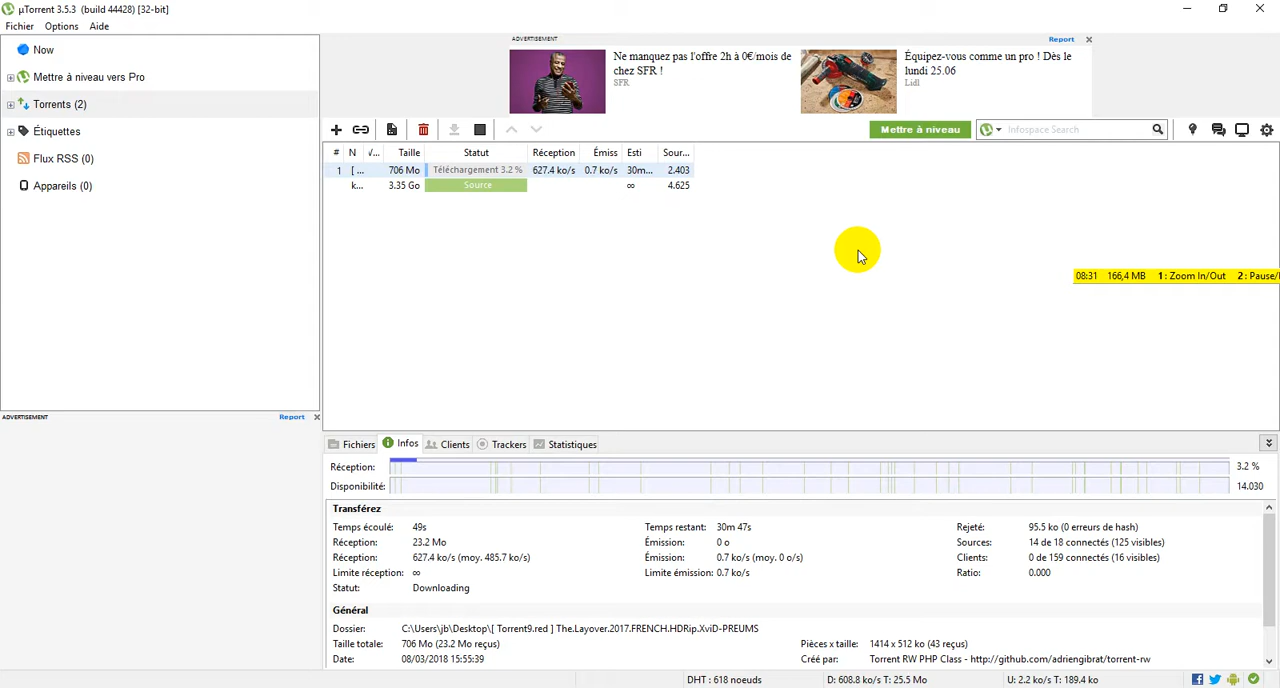 µTorrent 3.5.3 (build 44428) [32-bit]
Fichier Options Aide
Now
Mettre à niveau vers Pro
Torrents (2)
Étiquettes
Flux RSS (0)
Appareils (0)
ADVERTISEMENT Report
ADVERTISEMENT Report
Ne manquez pas l'offre 2h à 0€/mois de
chez SFR !
SFR
Équipez-vous comme un pro ! Dès le
lundi 25.06
Lidl
Mettre à niveau Infospace Search
# N √... Taille Statut Réception Émiss Esti Sour...
1 [ ... 706 Mo Téléchargement 3.2 % 627.4 ko/s 0.7 ko/s 30m... 2.403
k... 3.35 Go Source ∞ 4.625
08:31 166,4 MB 1 : Zoom In/Out 2 : Pause/
Fichiers Infos Clients Trackers Statistiques
Réception: 3.2 %
Disponibilité: 14.030
Transférez
Temps écoulé: 49s Temps restant: 30m 47s Rejeté: 95.5 ko (0 erreurs de hash)
Réception: 23.2 Mo Émission: 0 o Sources: 14 de 18 connectés (125 visibles)
Réception: 627.4 ko/s (moy. 485.7 ko/s) Émission: 0.7 ko/s (moy. 0 o/s) Clients: 0 de 159 connectés (16 visibles)
Limite réception: ∞ Limite émission: 0.7 ko/s Ratio: 0.000
Statut: Downloading
Général
Dossier: C:\Users\jb\Desktop\[ Torrent9.red ] The.Layover.2017.FRENCH.HDRip.XviD-PREUMS
Taille totale: 706 Mo (23.2 Mo reçus) Pièces x taille: 1414 x 512 ko (43 reçus)
Date: 08/03/2018 15:55:39 Créé par: Torrent RW PHP Class - http://github.com/adriengibrat/torrent-rw
DHT : 618 noeuds D: 608.8 ko/s T: 25.5 Mo U: 2.2 ko/s T: 189.4 ko